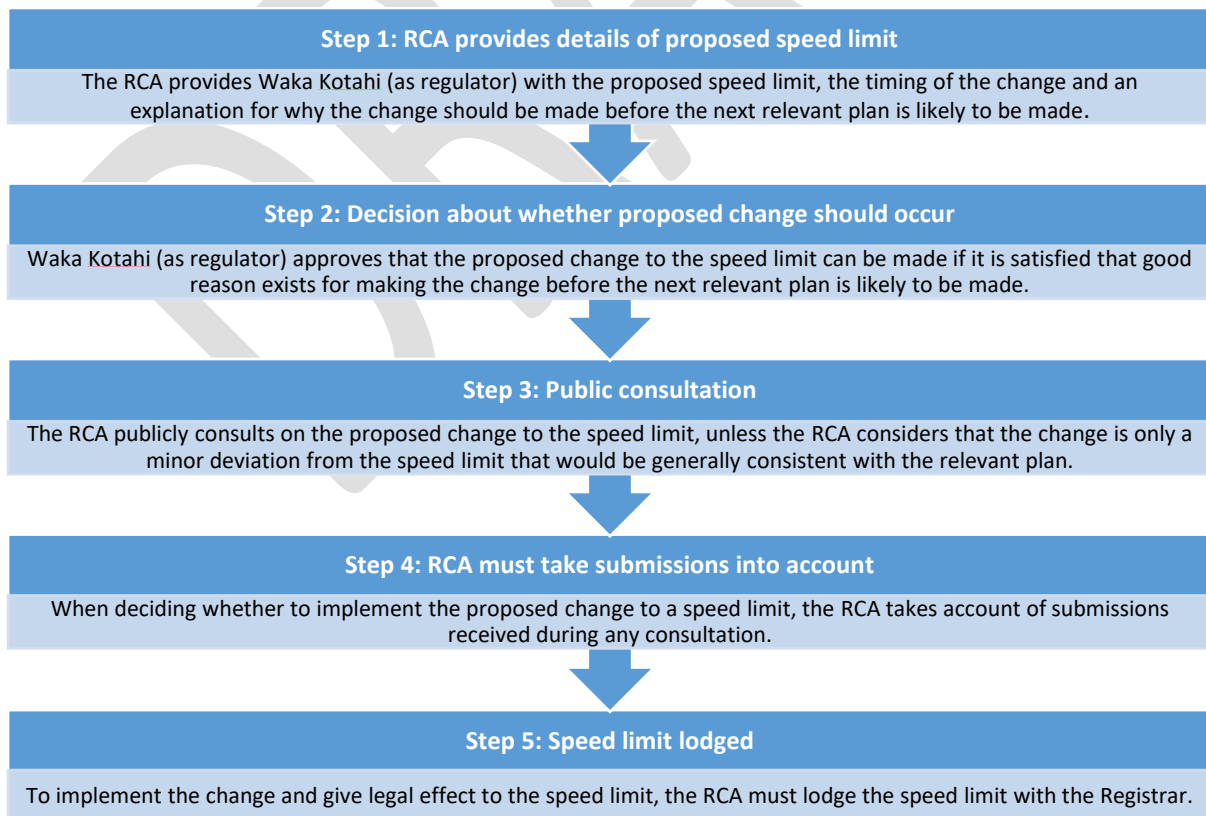 Step 1: RCA provides details of proposed speed limit
The RCA provides Waka Kotahi (as regulator) with the proposed speed limit, the timing of the change and an
explanation for why the change should be made before the next relevant plan is likely to be made.
Step 2: Decision about whether proposed change should occur
Waka Kotahi (as regulator) approves that the proposed change to the speed limit can be made if it is satisfied that good
reason exists for making the change before the next relevant plan is likely to be made.
Step 3: Public consultation
The RCA publicly consults on the proposed change to the speed limit, unless the RCA considers that the change is only a
minor deviation from the speed limit that would be generally consistent with the relevant plan.
Step 4: RCA must take submissions into account
When deciding whether to implement the proposed change to a speed limit, the RCA takes account of submissions
received during any consultation.
Step 5: Speed limit lodged
To implement the change and give legal effect to the speed limit, the RCA must lodge the speed limit with the Registrar.